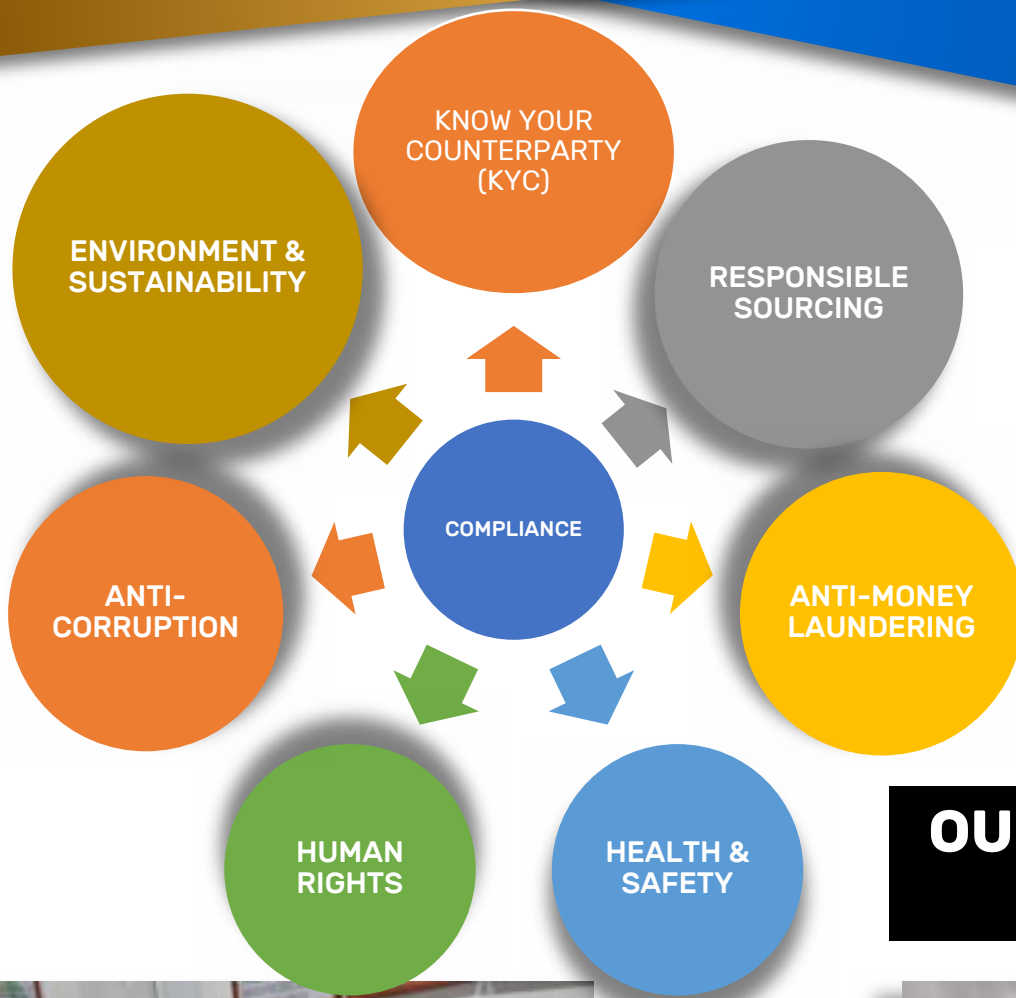 KNOW YOUR
COUNTERPARTY
(KYC)
ENVIRONMENT &
SUSTAINABILITY
RESPONSIBLE
SOURCING
COMPLIANCE
ANTI-
CORRUPTION
ANTI-MONEY
LAUNDERING
HUMAN
RIGHTS
HEALTH &
SAFETY
OU